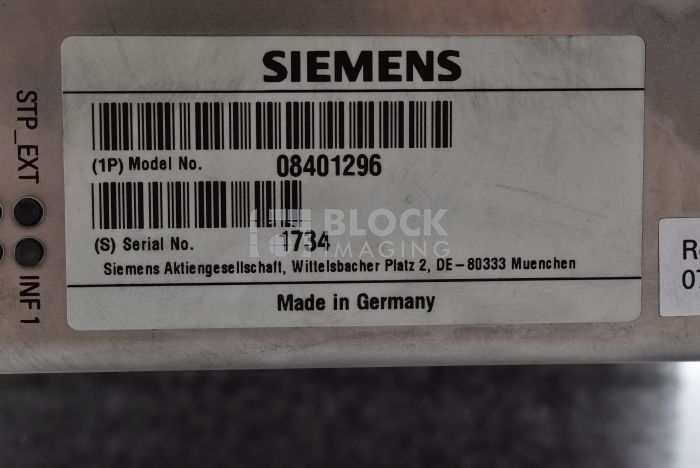 SIEMENS
(1P) Model No. 08401296
(S) Serial No. 1734
Siemens Aktiengesellschaft, Wittelsbacher Platz 2, DE-80333 Muenchen
Made in Germany
STP_EXT
INF 1
BLOCK
IMAGING
07